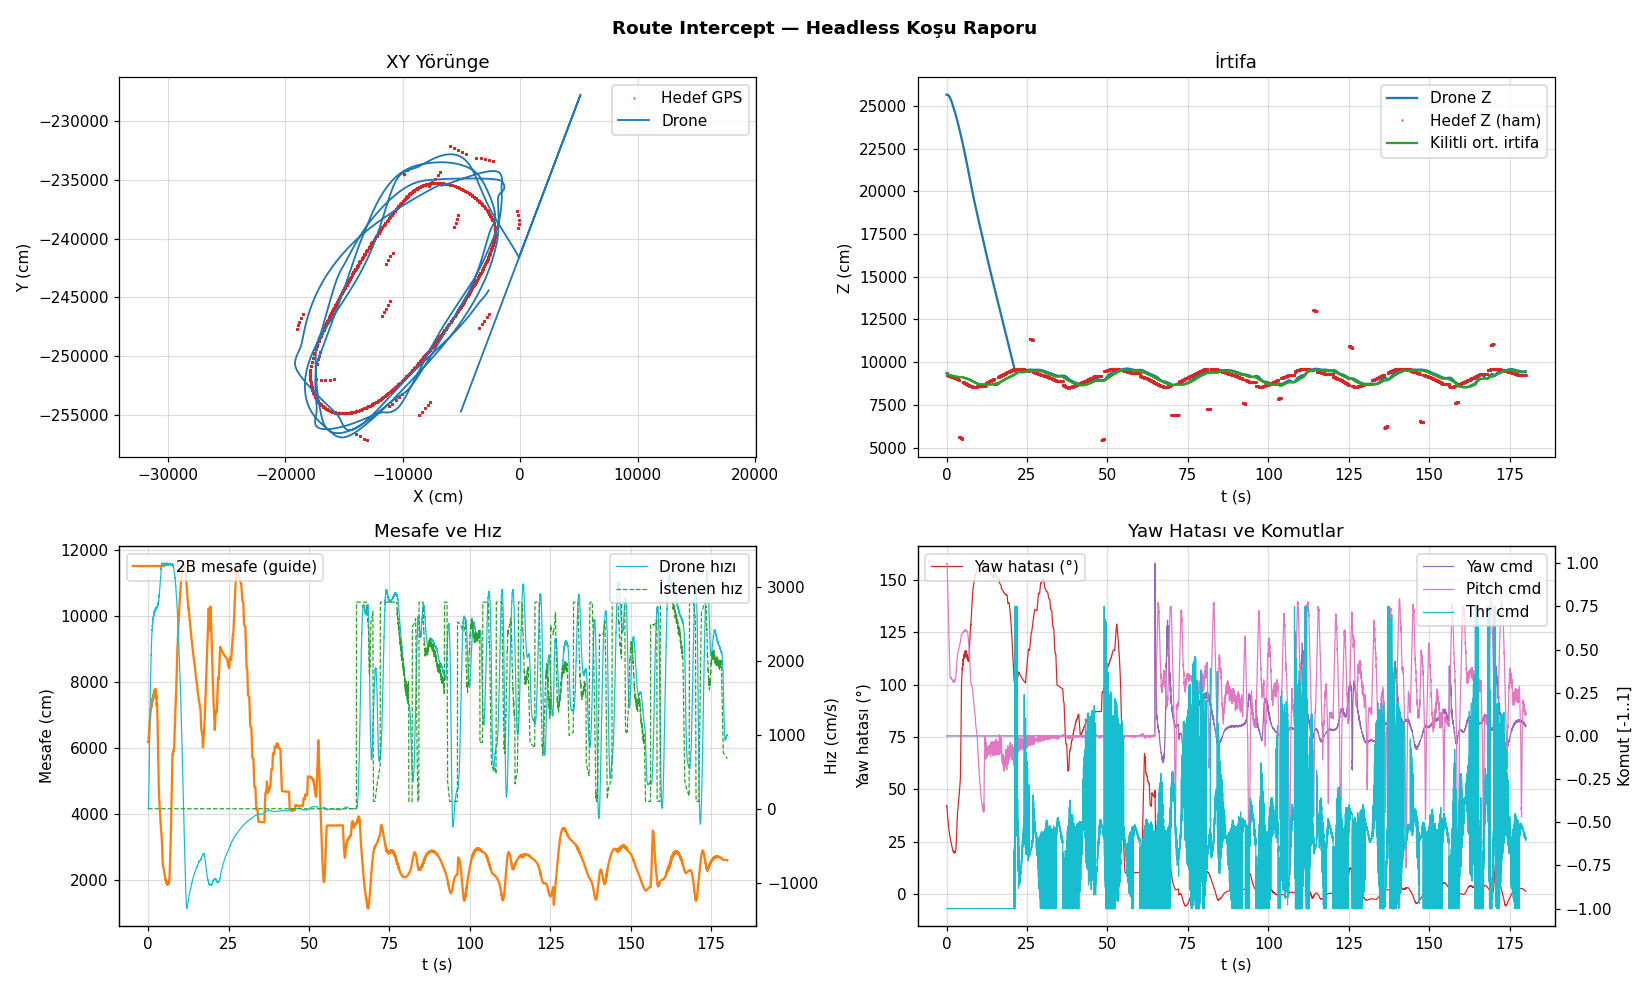 Route Intercept — Headless Koşu Raporu
XY Yörünge
Hedef GPS
Drone
−230000
−235000
−240000
−245000
−250000
−255000
Y (cm)
−30000
−20000
−10000
0
10000
20000
X (cm)
İrtifa
Drone Z
Hedef Z (ham)
Kilitli ort. irtifa
25000
22500
20000
17500
15000
12500
10000
7500
5000
Z (cm)
0
25
50
75
100
125
150
175
t (s)
Mesafe ve Hız
2B mesafe (guide)
Drone hızı
İstenen hız
12000
10000
8000
6000
4000
2000
Mesafe (cm)
3000
2000
1000
0
−1000
Hız (cm/s)
0
25
50
75
100
125
150
175
t (s)
Yaw Hatası ve Komutlar
Yaw hatası (°)
Yaw cmd
Pitch cmd
Thr cmd
150
125
100
75
50
25
0
Yaw hatası (°)
1.00
0.75
0.50
0.25
0.00
−0.25
−0.50
−0.75
−1.00
Komut [-1..1]
0
25
50
75
100
125
150
175
t (s)